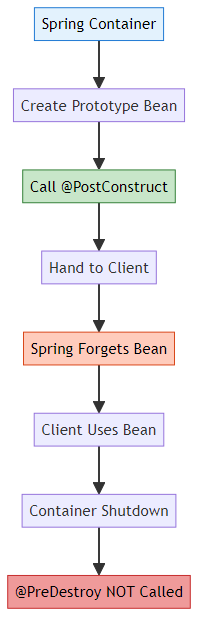 Spring Container
Create Prototype Bean
Call @PostConstruct
Hand to Client
Spring Forgets Bean
Client Uses Bean
Container Shutdown
@PreDestroy NOT Called